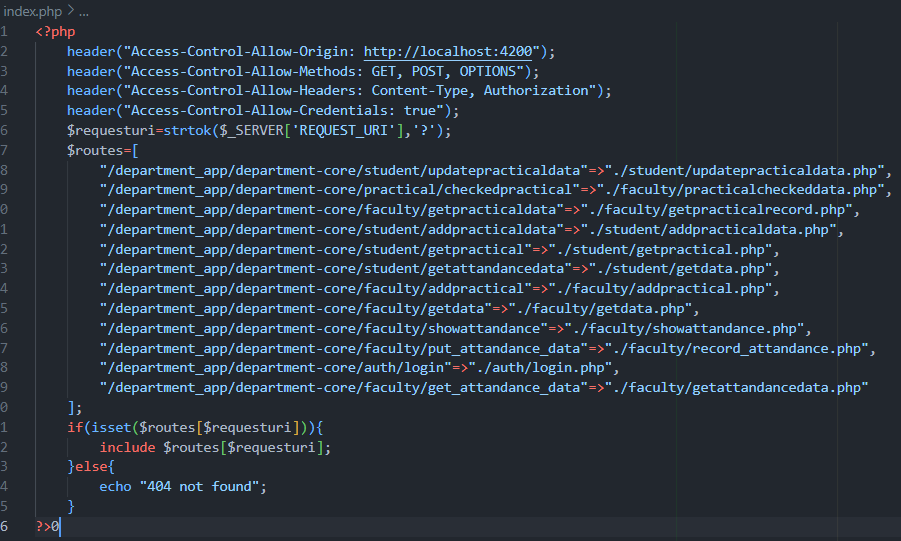 index.php > ...
1 <?php
2 header("Access-Control-Allow-Origin: http://localhost:4200");
3 header("Access-Control-Allow-Methods: GET, POST, OPTIONS");
4 header("Access-Control-Allow-Headers: Content-Type, Authorization");
5 header("Access-Control-Allow-Credentials: true");
6 $requesturi=strtok($_SERVER['REQUEST_URI'],'?');
7 $routes=[
8 "/department_app/department-core/student/updatepracticaldata"=>"./student/updatepracticaldata.php",
9 "/department_app/department-core/practical/checkedpractical"=>"./faculty/practicalcheckeddata.php",
0 "/department_app/department-core/faculty/getpracticaldata"=>"./faculty/getpracticalrecord.php",
1 "/department_app/department-core/student/addpracticaldata"=>"./student/addpracticaldata.php",
2 "/department_app/department-core/student/getpractical"=>"./student/getpractical.php",
3 "/department_app/department-core/student/getattandancedata"=>"./student/getdata.php",
4 "/department_app/department-core/faculty/addpractical"=>"./faculty/addpractical.php",
5 "/department_app/department-core/faculty/getdata"=>"./faculty/getdata.php",
6 "/department_app/department-core/faculty/showattandance"=>"./faculty/showattandance.php",
7 "/department_app/department-core/faculty/put_attandance_data"=>"./faculty/record_attandance.php",
8 "/department_app/department-core/auth/login"=>"./auth/login.php",
9 "/department_app/department-core/faculty/get_attandance_data"=>"./faculty/getattandancedata.php"
0 ];
1 if(isset($routes[$requesturi])){
2 include $routes[$requesturi];
3 }else{
4 echo "404 not found";
5 }
6 ?>0